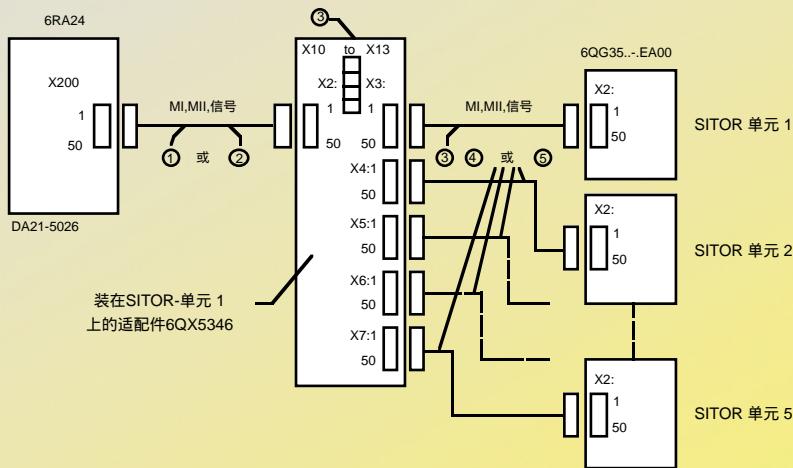 6RA24
X200
1
50
DA21-5026
MI,MII,信号
① 或 ②
③
X10 to X13
X2: X3:
1 1
50 50
X4:1
50
X5:1
50
X6:1
50
X7:1
50
装在SITOR-单元 1
上的适配件6QX5346
MI,MII,信号
③ ④ 或 ⑤
6QG35..-.EA00
X2:
1
50
SITOR 单元 1
X2:
1
50
SITOR 单元 2
X2:
1
50
SITOR 单元 5